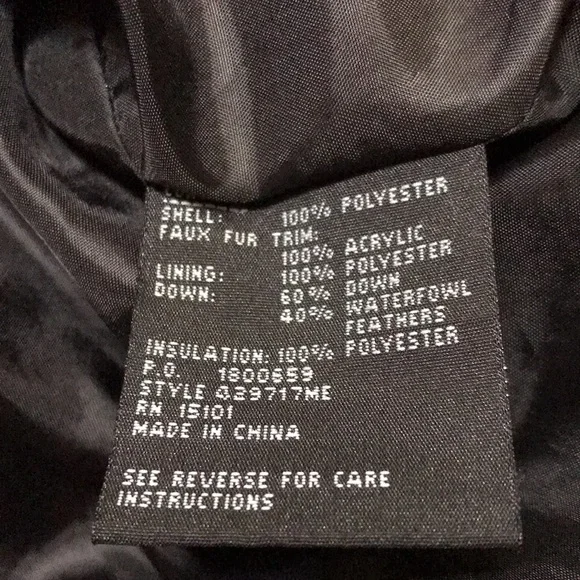 SHELL: 100% POLYESTER
FAUX FUR TRIM:
100% ACRYLIC
LINING: 100% POLYESTER
DOWN: 60% DOWN
40% WATERFOWL
FEATHERS
INSULATION: 100% POLYESTER
P.O. 1800659
STYLE @29717ME
RN 15101
MADE IN CHINA
SEE REVERSE FOR CARE
INSTRUCTIONS